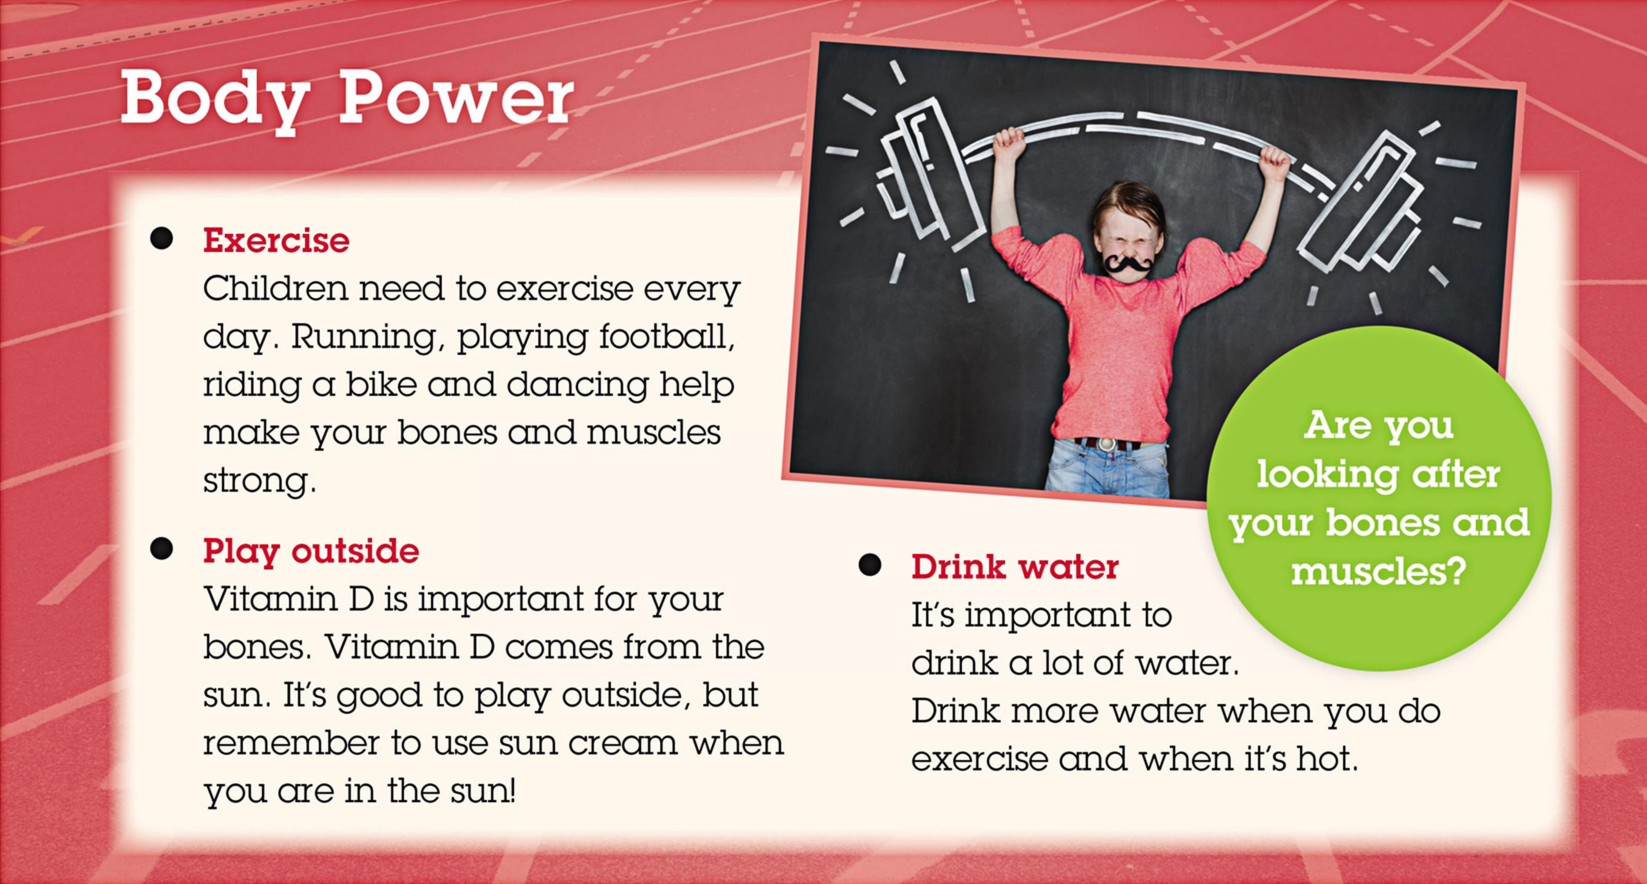 Body Power
Exercise
Children need to exercise every
day. Running, playing football,
riding a bike and dancing help
make your bones and muscles
strong.
Play outside
Vitamin D is important for your
bones. Vitamin D comes from the
sun. It's good to play outside, but
remember to use sun cream when
you are in the sun!
Are you
looking after
your bones and
muscles?
Drink water
It's important to
drink a lot of water.
Drink more water when you do
exercise and when it's hot.